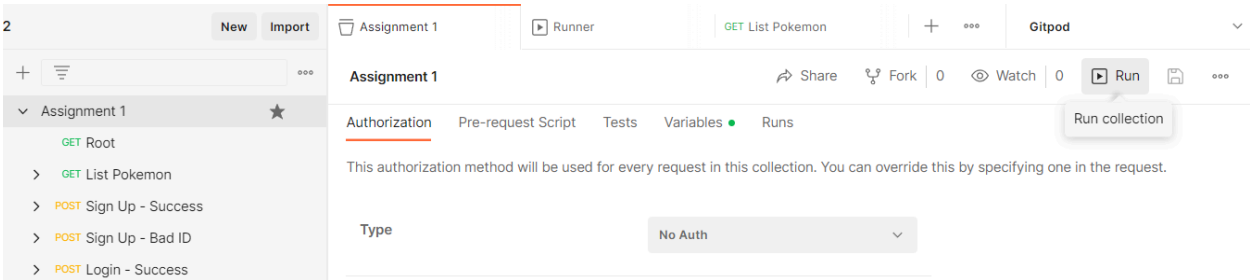 2
New
Import
Assignment 1
GET Root
GET List Pokemon
POST Sign Up - Success
POST Sign Up - Bad ID
POST Login - Success
Assignment 1
Runner
GET List Pokemon
Gitpod
Assignment 1
Share
Fork 0
Watch 0
Run
Run collection
Authorization
Pre-request Script
Tests
Variables
Runs
This authorization method will be used for every request in this collection. You can override this by specifying one in the request.
Type
No Auth